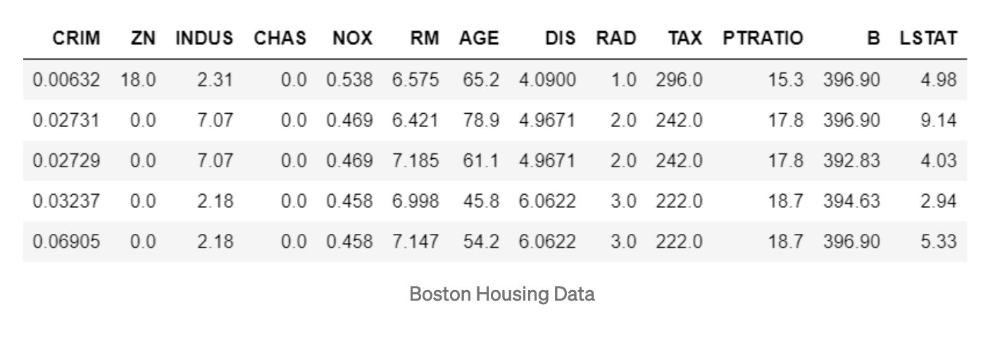 CRIM ZN INDUS CHAS NOX RM AGE DIS RAD TAX PTRATIO B LSTAT
0.00632 18.0 2.31 0.0 0.538 6.575 65.2 4.0900 1.0 296.0 15.3 396.90 4.98
0.02731 0.0 7.07 0.0 0.469 6.421 78.9 4.9671 2.0 242.0 17.8 396.90 9.14
0.02729 0.0 7.07 0.0 0.469 7.185 61.1 4.9671 2.0 242.0 17.8 392.83 4.03
0.03237 0.0 2.18 0.0 0.458 6.998 45.8 6.0622 3.0 222.0 18.7 394.63 2.94
0.06905 0.0 2.18 0.0 0.458 7.147 54.2 6.0622 3.0 222.0 18.7 396.90 5.33
Boston Housing Data